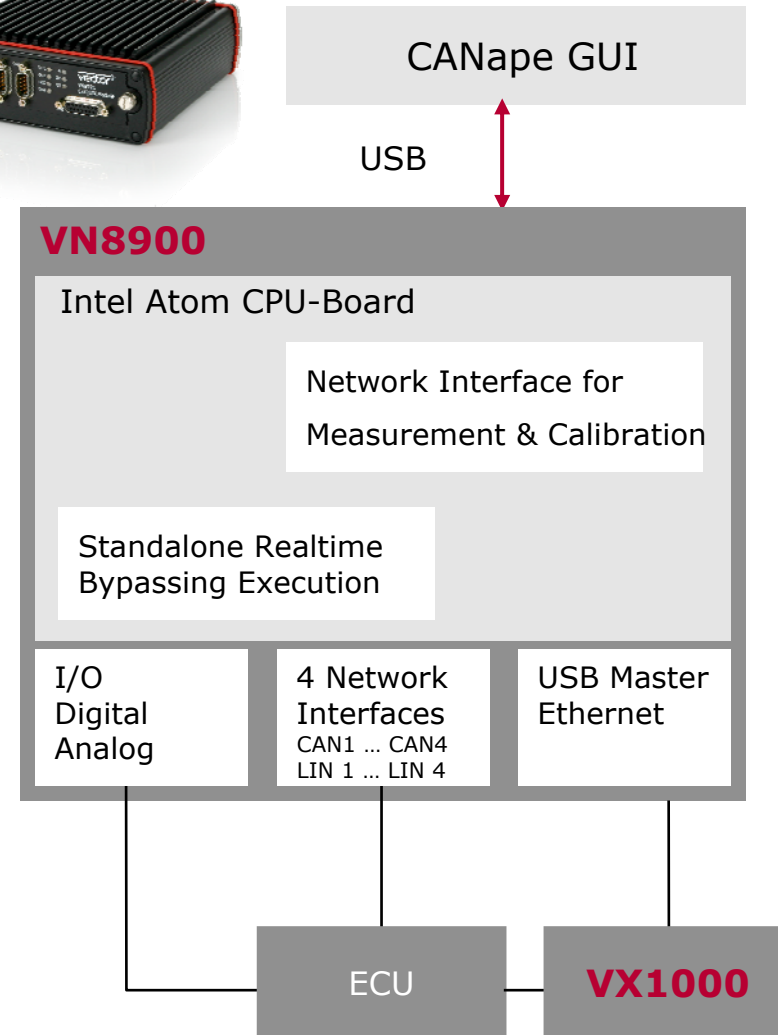 vector
CANape GUI
USB
VN8900
Intel Atom CPU-Board
Network Interface for
Measurement & Calibration
Standalone Realtime
Bypassing Execution
I/O
Digital
Analog
4 Network
Interfaces
CAN1 ... CAN4
LIN 1 ... LIN 4
USB Master
Ethernet
ECU
VX1000